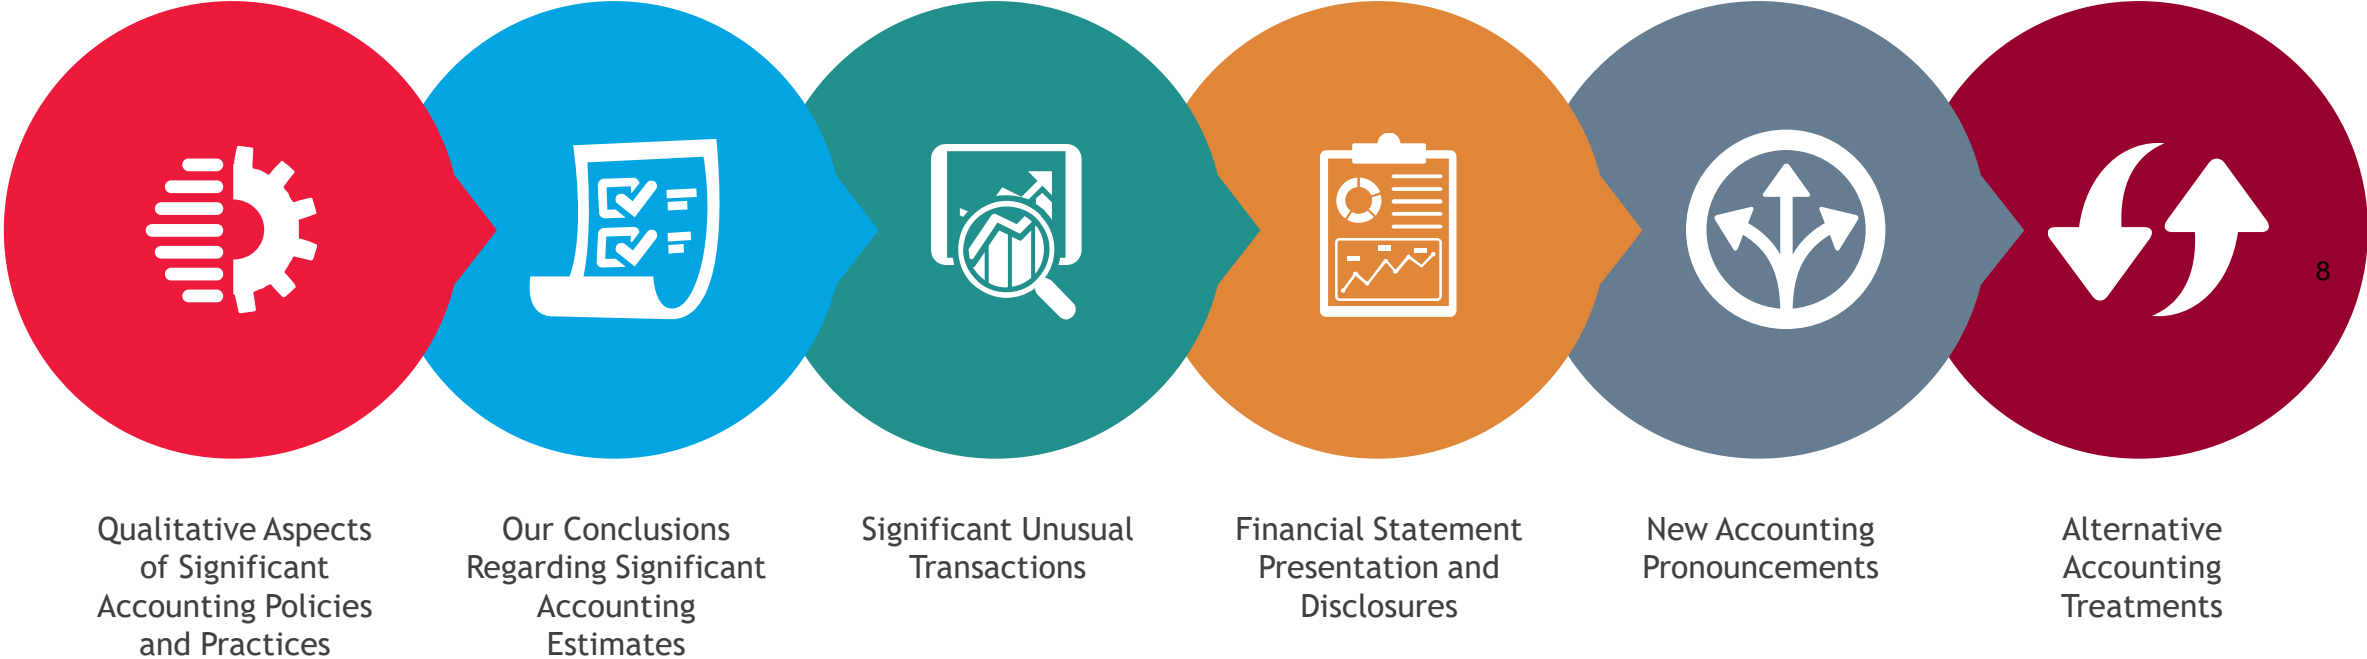 8
Qualitative Aspects
of Significant
Accounting Policies
and Practices
Our Conclusions
Regarding Significant
Accounting
Estimates
Significant Unusual
Transactions
Financial Statement
Presentation and
Disclosures
New Accounting
Pronouncements
Alternative
Accounting
Treatments